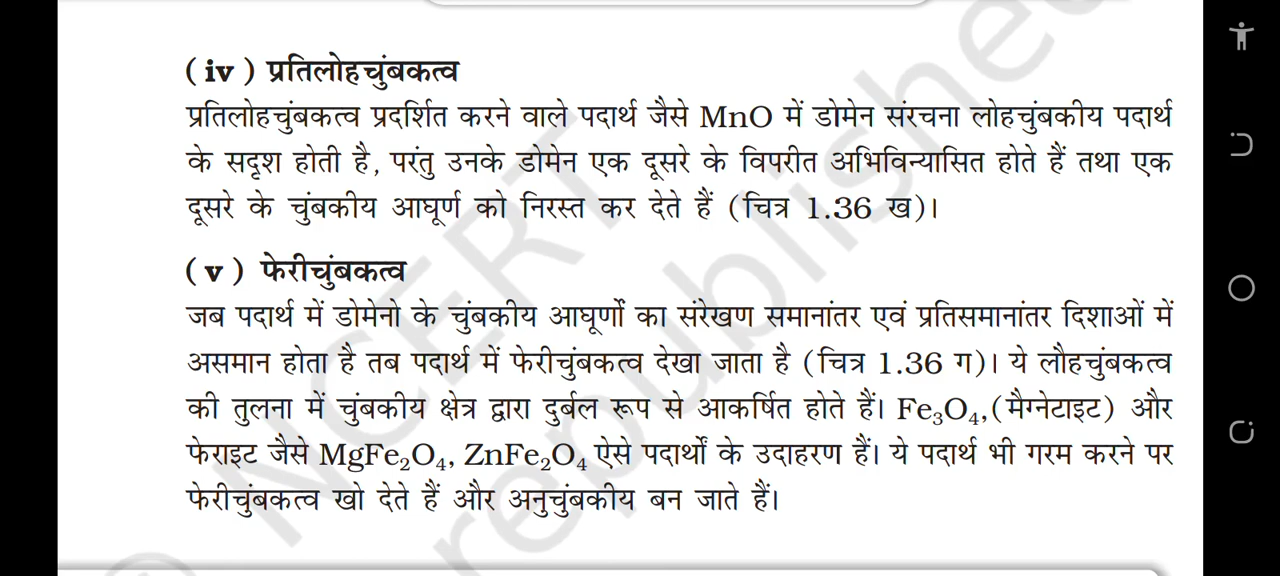 (iv) प्रतिलोहचुंबकत्व
प्रतिलोहचुंबकत्व प्रदर्शित करने वाले पदार्थ जैसे MnO में डोमेन संरचना लोहचुंबकीय पदार्थ
के सदृश होती है, परंतु उनके डोमेन एक दूसरे के विपरीत अभिविन्यासित होते हैं तथा एक
दूसरे के चुंबकीय आघूर्ण को निरस्त कर देते हैं (चित्र 1.36 ख)।
(v) फेरीचुंबकत्व
जब पदार्थ में डोमेनो के चुंबकीय आघूर्णों का संरेखण समानांतर एवं प्रतिसमानांतर दिशाओं में
असमान होता है तब पदार्थ में फेरीचुंबकत्व देखा जाता है (चित्र 1.36 ग)। ये लौहचुंबकत्व
की तुलना में चुंबकीय क्षेत्र द्वारा दुर्बल रूप से आकर्षित होते हैं। Fe₃O₄,(मैग्नेटाइट) और
फेराइट जैसे MgFe₂O₄, ZnFe₂O₄ ऐसे पदार्थों के उदाहरण हैं। ये पदार्थ भी गरम करने पर
फेरीचुंबकत्व खो देते हैं और अनुचुंबकीय बन जाते हैं।
© NCERT
republished